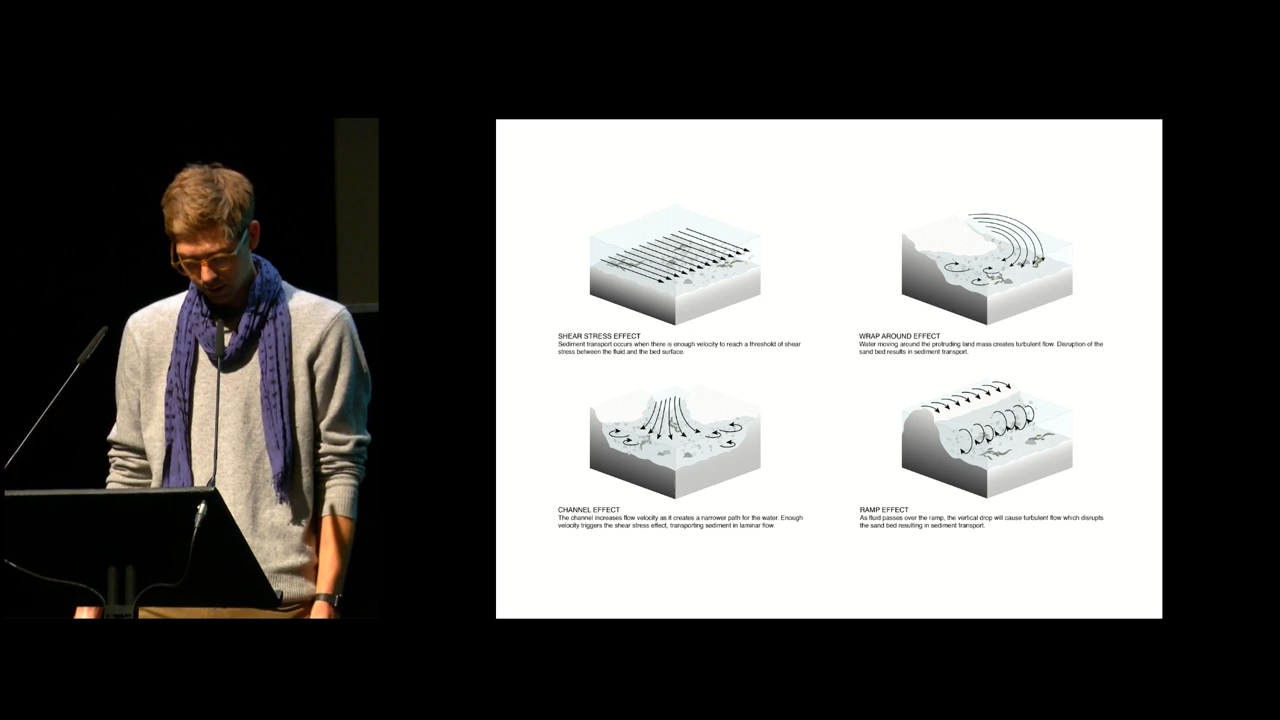 SHEAR STRESS EFFECT
Sediment transport occurs when there is enough velocity to reach a threshold of shear
stress between the fluid and the bed surface.
WRAP AROUND EFFECT
Water moving around the protruding land mass creates turbulent flow. Disruption of the
sand bed results in sediment transport.
CHANNEL EFFECT
The channel increases flow velocity as it creates a narrower path for the water. Enough
velocity triggers the shear stress effect, transporting sediment in laminar flow.
RAMP EFFECT
As fluid passes over the ramp, the vertical drop will cause turbulent flow which disrupts
the sand bed resulting in sediment transport.